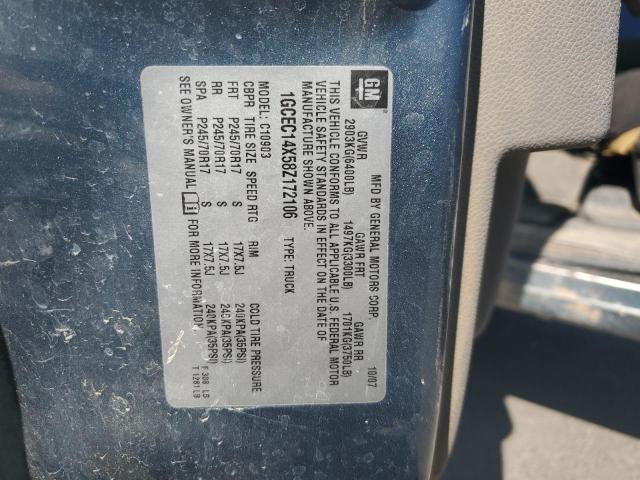 GM
MFD BY GENERAL MOTORS CORP. 10/07
GVWR GAWR FRT GAWR RR
2903KG(6400LB) 1497KG(3300LB) 1701KG(3750LB)
THIS VEHICLE CONFORMS TO ALL APPLICABLE U.S. FEDERAL MOTOR
VEHICLE SAFETY STANDARDS IN EFFECT ON THE DATE OF
MANUFACTURE SHOWN ABOVE.
1GCEC14X58Z172106 TYPE: TRUCK
MODEL: C10903
CBPR TIRE SIZE SPEED RTG RIM COLD TIRE PRESSURE
FRT P245/70R17 S 17X7.5J 240KPA(35PSI)
RR P245/70R17 S 17X7.5J 240KPA(35PSI)
SPA P245/70R17 S 17X7.5J 240KPA(35PSI)
SEE OWNER'S MANUAL i FOR MORE INFORMATION
F 308 LB
T 1281LB